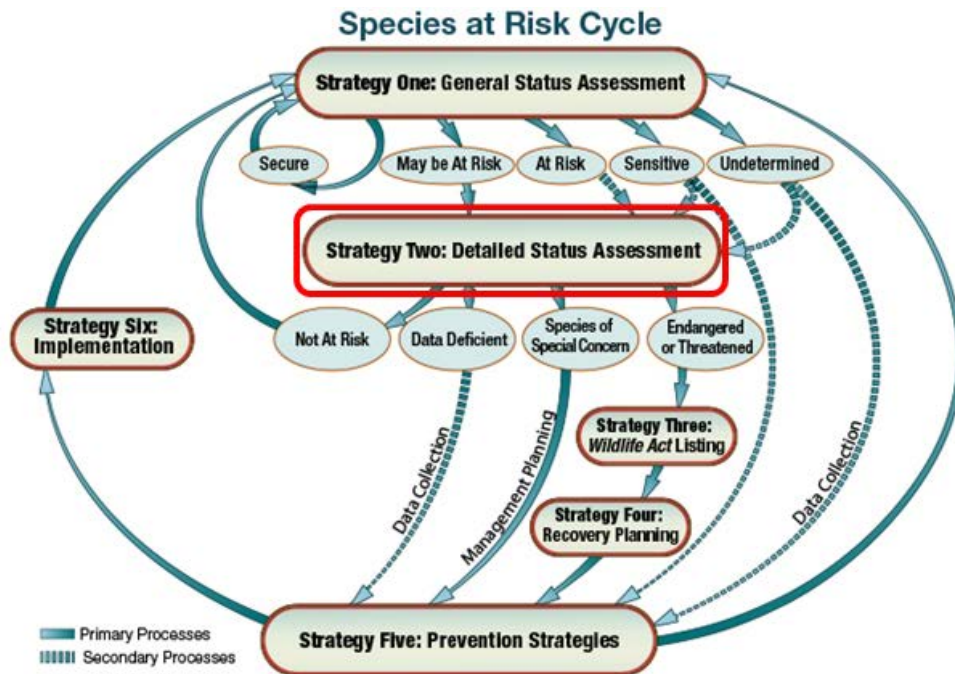 Species at Risk Cycle
Strategy One: General Status Assessment
Secure
May be At Risk
At Risk
Sensitive
Undetermined
Strategy Two: Detailed Status Assessment
Strategy Six:
Implementation
Not At Risk
Data Deficient
Species of
Special Concern
Endangered
or Threatened
Strategy Three:
Wildlife Act Listing
Data Collection
Management Planning
Data Collection
Strategy Four:
Recovery Planning
Strategy Five: Prevention Strategies
Primary Processes
Secondary Processes